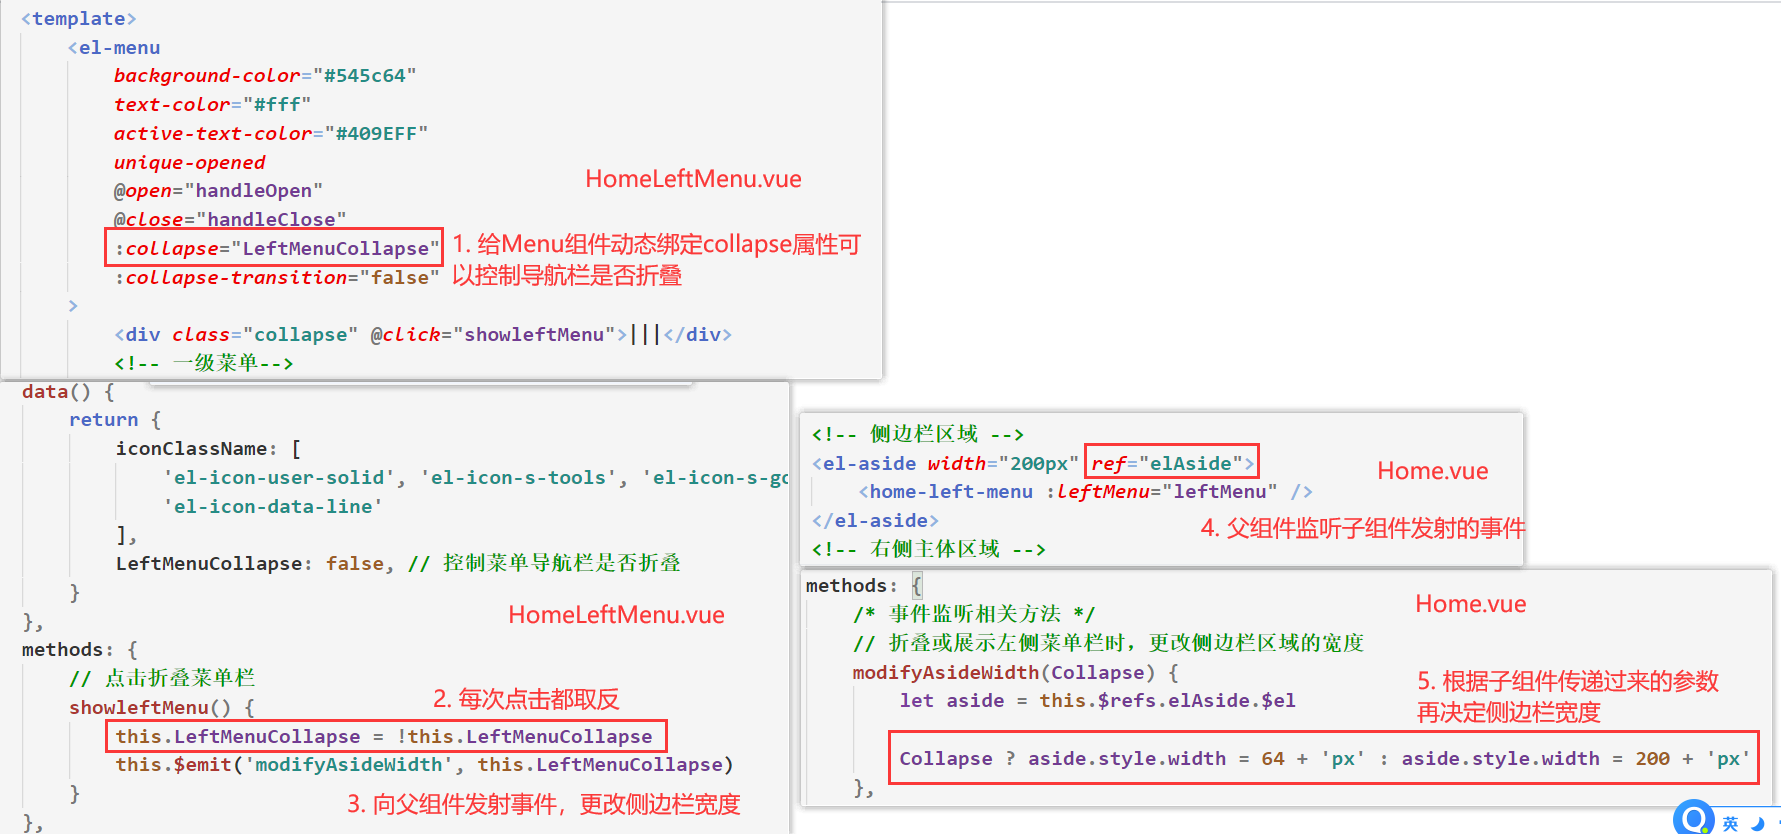 <template>
<el-menu
background-color="#545c64"
text-color="#fff"
active-text-color="#409EFF"
unique-opened
@open="handleOpen"
@close="handleClose"
:collapse="LeftMenuCollapse"
:collapse-transition="false"
>
<div class="collapse" @click="showleftMenu">|||</div>
<!-- 一级菜单-->
HomeLeftMenu.vue
1. 给Menu组件动态绑定collapse属性可
以控制导航栏是否折叠
data() {
return {
iconClassName: [
'el-icon-user-solid', 'el-icon-s-tools', 'el-icon-s-go
'el-icon-data-line'
],
LeftMenuCollapse: false, // 控制菜单导航栏是否折叠
}
},
HomeLeftMenu.vue
methods: {
// 点击折叠菜单栏
showleftMenu() {
2. 每次点击都取反
this.LeftMenuCollapse = !this.LeftMenuCollapse
this.$emit('modifyAsideWidth', this.LeftMenuCollapse)
}
3. 向父组件发射事件，更改侧边栏宽度
},
<!-- 侧边栏区域 -->
<el-aside width="200px" ref="elAside">
<home-left-menu :leftMenu="leftMenu" />
</el-aside>
<!-- 右侧主体区域 -->
Home.vue
4. 父组件监听子组件发射的事件
methods: {
/* 事件监听相关方法 */
// 折叠或展示左侧菜单栏时，更改侧边栏区域的宽度
modifyAsideWidth(Collapse) {
let aside = this.$refs.elAside.$el
Collapse ? aside.style.width = 64 + 'px' : aside.style.width = 200 + 'px'
},
Home.vue
5. 根据子组件传递过来的参数
再决定侧边栏宽度
英